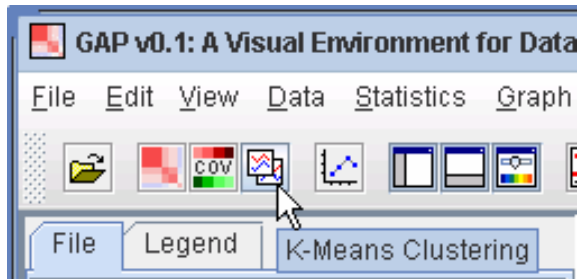 GAP v0.1: A Visual Environment for Data
File Edit View Data Statistics Graph
COV
File Legend K-Means Clustering